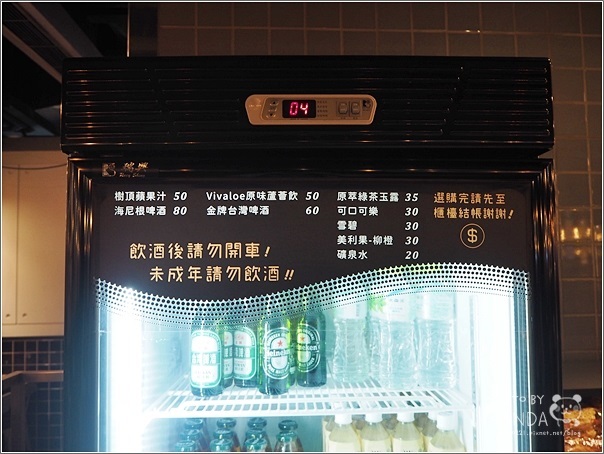 04
樹頂蘋果汁 50
海尼根啤酒 80
Vivaloe原味蘆薈飲 50
金牌台灣啤酒 60
原萃綠茶玉露 35
可口可樂 30
雪碧 30
美利果-柳橙 30
礦泉水 20
選購完請先至
櫃檯結帳謝謝!
$
飲酒後請勿開車!
未成年請勿飲酒!!
Heineken